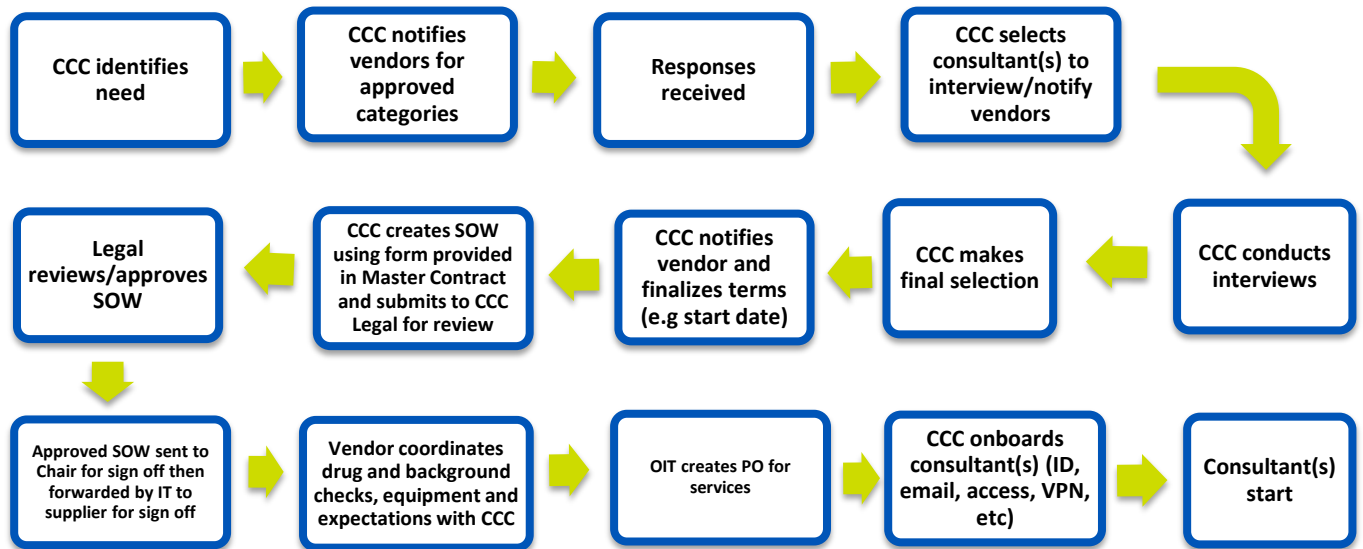 CCC identifies
need
CCC notifies
vendors for
approved
categories
Responses
received
CCC selects
consultant(s) to
interview/notify
vendors
CCC conducts
interviews
CCC makes
final selection
CCC notifies
vendor and
finalizes terms
(e.g start date)
CCC creates SOW
using form provided
in Master Contract
and submits to CCC
Legal for review
Legal
reviews/approves
SOW
Approved SOW sent to
Chair for sign off then
forwarded by IT to
supplier for sign off
Vendor coordinates
drug and background
checks, equipment and
expectations with CCC
OIT creates PO for
services
CCC onboards
consultant(s) (ID,
email, access, VPN,
etc)
Consultant(s)
start